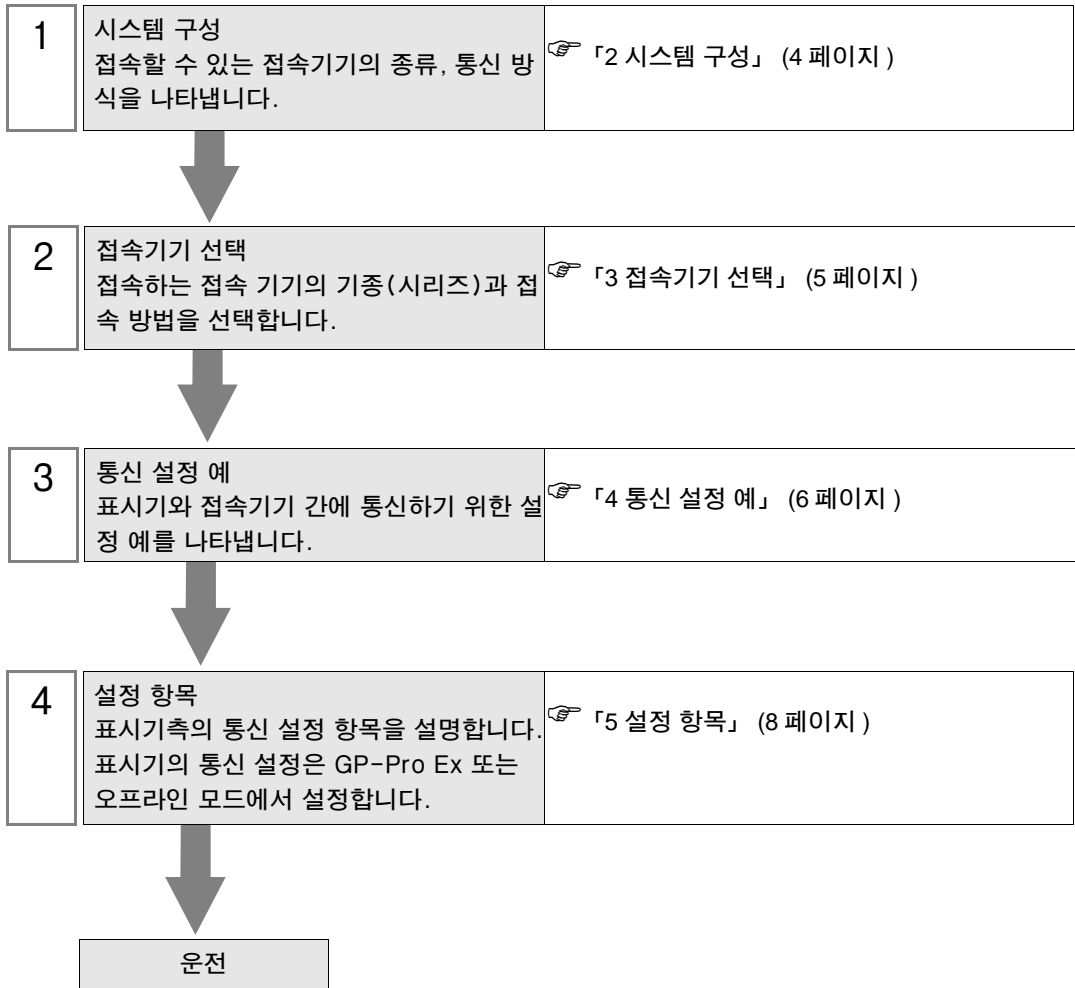 1
시스템 구성
접속할 수 있는 접속기기의 종류, 통신 방
식을 나타냅니다.
☞ 「2 시스템 구성」 (4 페이지 )
2
접속기기 선택
접속하는 접속 기기의 기종(시리즈)과 접
속 방법을 선택합니다.
☞ 「3 접속기기 선택」 (5 페이지 )
3
통신 설정 예
표시기와 접속기기 간에 통신하기 위한 설
정 예를 나타냅니다.
☞ 「4 통신 설정 예」 (6 페이지 )
4
설정 항목
표시기측의 통신 설정 항목을 설명합니다.
표시기의 통신 설정은 GP-Pro Ex 또는
오프라인 모드에서 설정합니다.
☞ 「5 설정 항목」 (8 페이지 )
운전